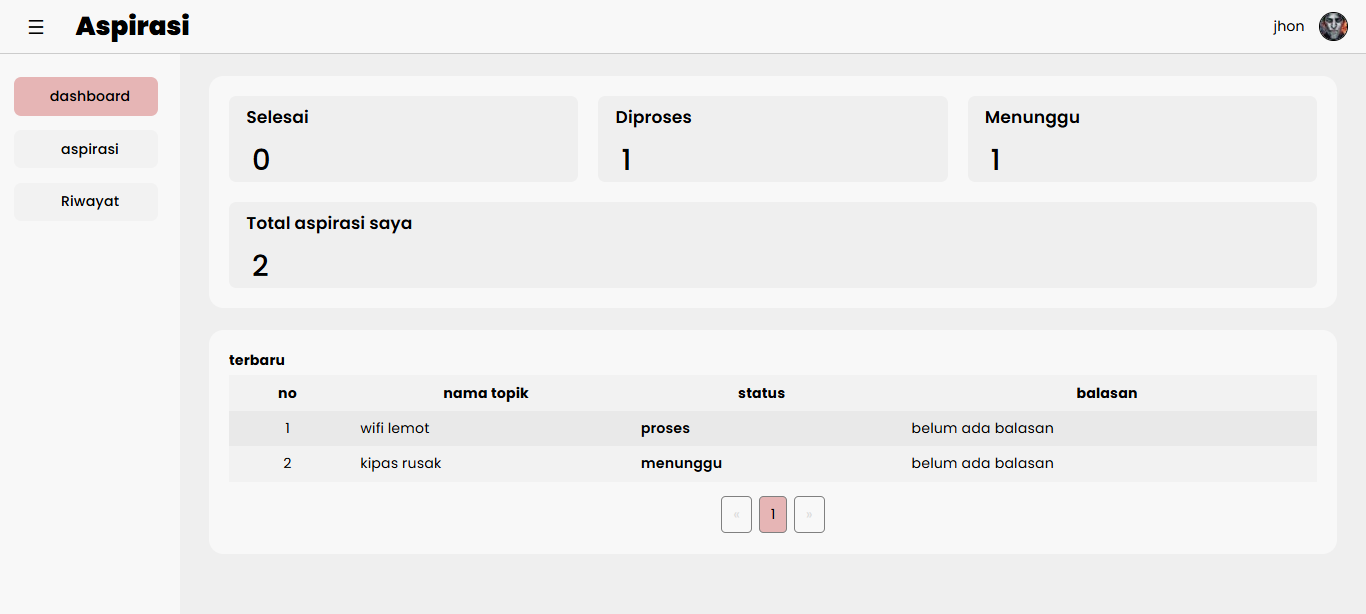 ☰ Aspirasi jhon
dashboard
aspirasi
Riwayat
Selesai Diproses Menunggu
0 1 1
Total aspirasi saya
2
terbaru
no nama topik status balasan
1 wifi lemot proses belum ada balasan
2 kipas rusak menunggu belum ada balasan
« 1 »